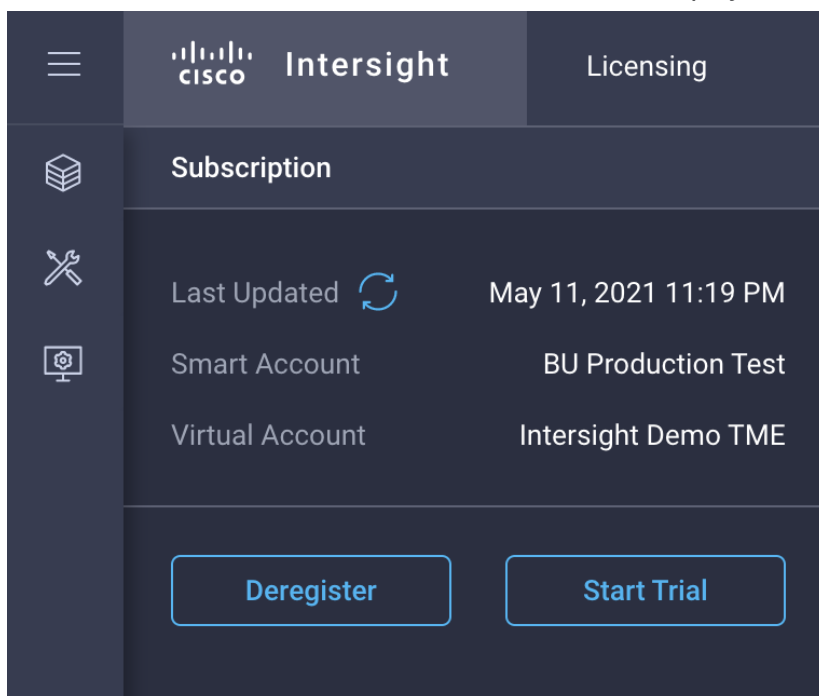 CISCO Intersight Licensing
Subscription
Last Updated May 11, 2021 11:19 PM
Smart Account BU Production Test
Virtual Account Intersight Demo TME
Deregister Start Trial